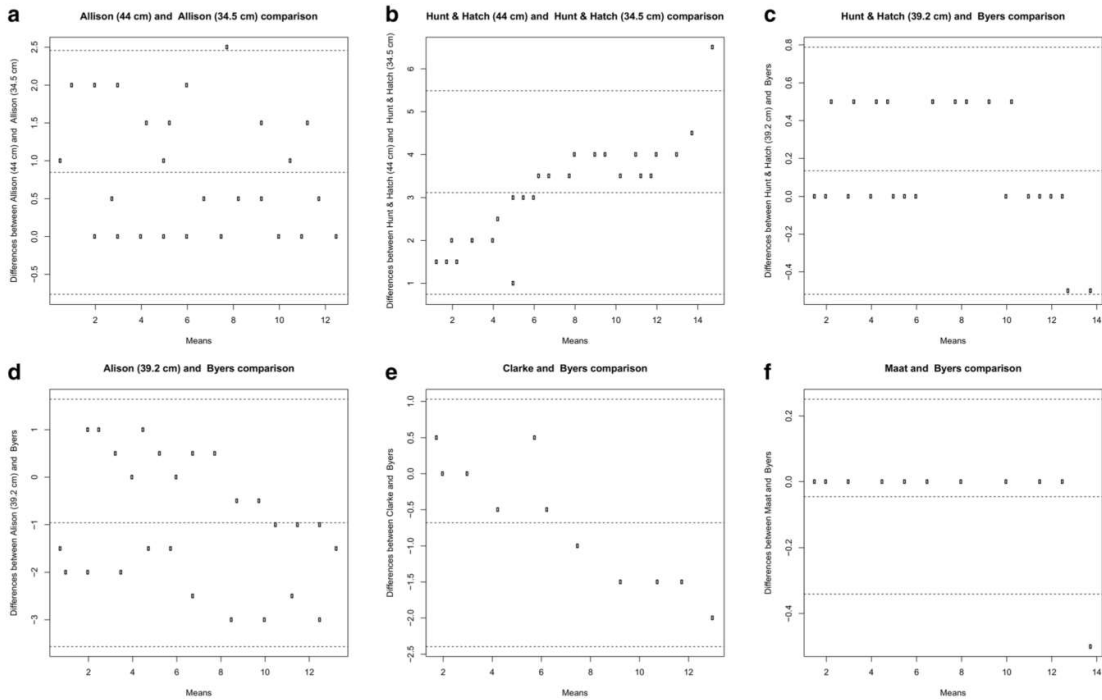 a
Allison (44 cm) and Allison (34.5 cm) comparison
Differences between Allison (44 cm) and Allison (34.5 cm)
2.5
2.0
1.5
1.0
0.5
0.0
−0.5
2 4 6 8 10 12
Means
b
Hunt & Hatch (44 cm) and Hunt & Hatch (34.5 cm) comparison
Differences between Hunt & Hatch (44 cm) and Hunt & Hatch (34.5 cm)
6
5
4
3
2
1
2 4 6 8 10 12 14
Means
c
Hunt & Hatch (39.2 cm) and Byers comparison
Differences between Hunt & Hatch (39.2 cm) and Byers
0.8
0.6
0.4
0.2
0.0
−0.4
2 4 6 8 10 12 14
Means
d
Alison (39.2 cm) and Byers comparison
Differences between Alison (39.2 cm) and Byers
1
0
−1
−2
−3
2 4 6 8 10 12
Means
e
Clarke and Byers comparison
Differences between Clarke and Byers
1.0
0.5
0.0
−0.5
−1.0
−1.5
−2.0
−2.5
2 4 6 8 10 12
Means
f
Maat and Byers comparison
Differences between Maat and Byers
0.2
0.0
−0.2
−0.4
2 4 6 8 10 12 14
Means